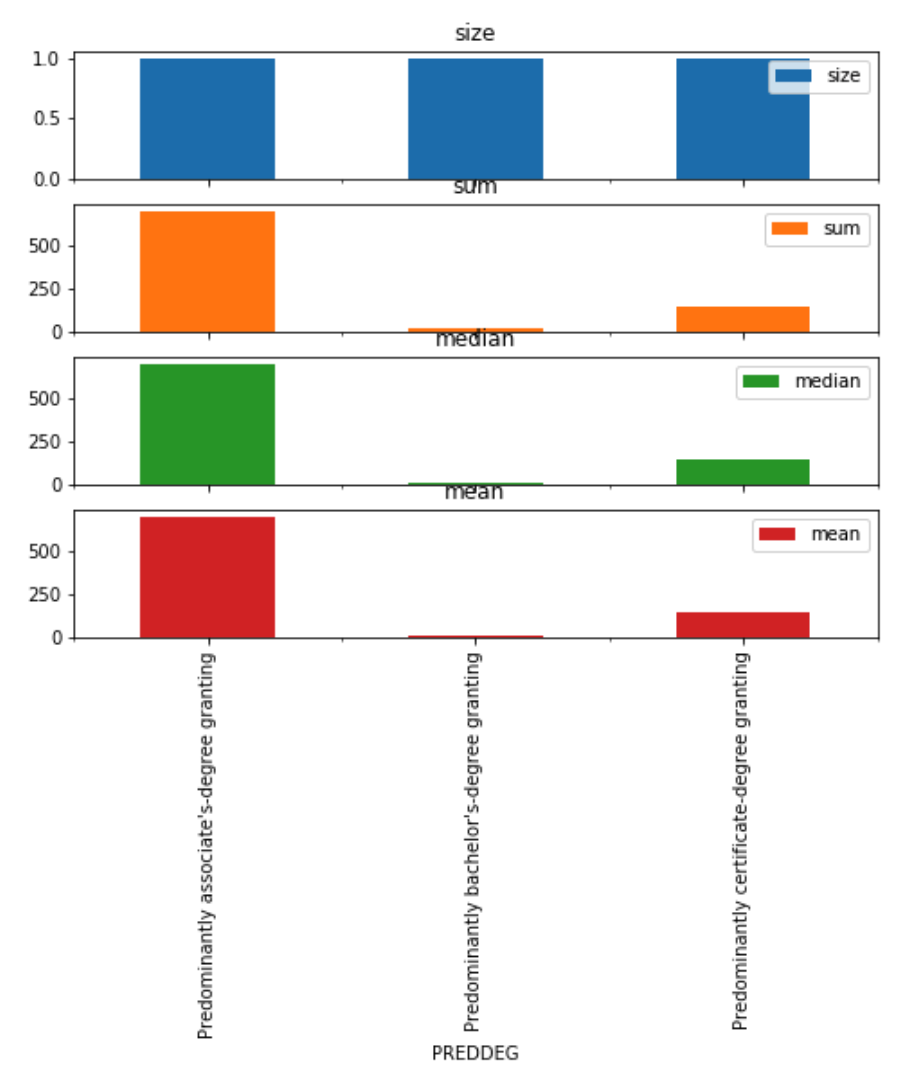 size
1.0
size
0.5
0.0
sum
500
sum
250
0
median
500
median
250
0
mean
500
mean
250
0
Predominantly associate's-degree granting
Predominantly bachelor's-degree granting
Predominantly certificate-degree granting
PREDDEG